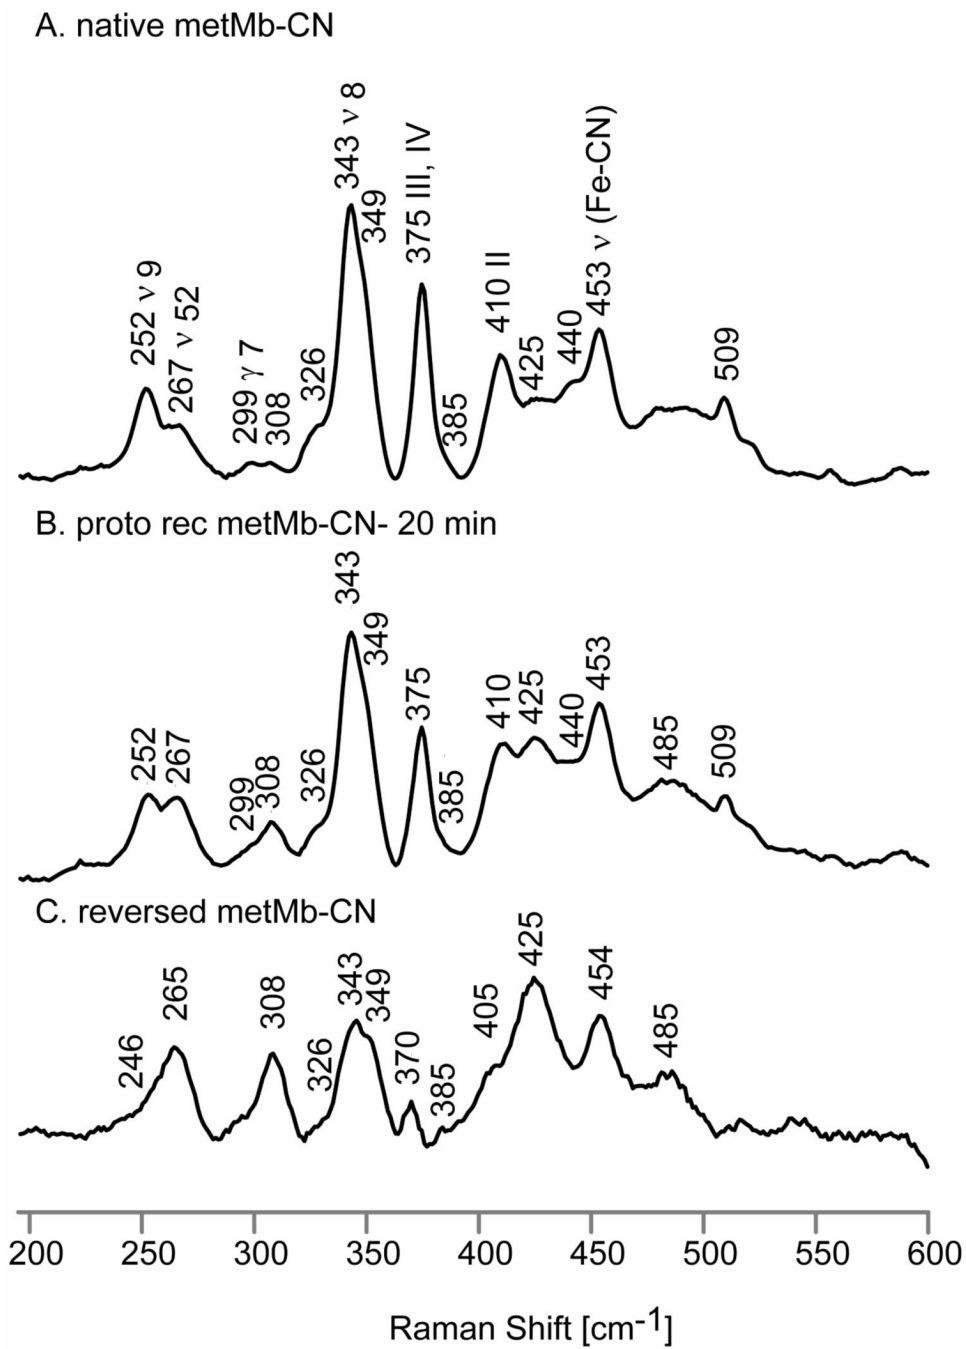 A. native metMb-CN
252 ν 9
267 ν 52
299 γ 7
308
326
343 ν 8
349
375 III, IV
385
410 II
425
440
453 ν (Fe-CN)
509
B. proto rec metMb-CN- 20 min
252
267
299
308
326
343
349
375
385
410
425
440
453
485
509
C. reversed metMb-CN
246
265
308
326
343
349
370
385
405
425
454
485
200 250 300 350 400 450 500 550 600
Raman Shift [cm-1]